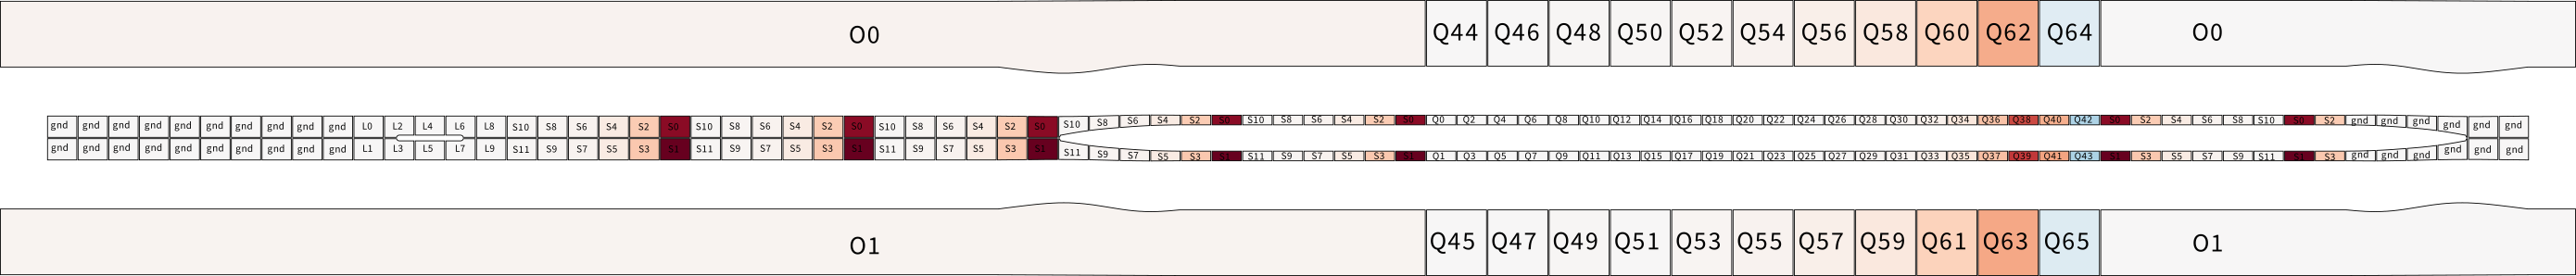 O0 Q44 Q46 Q48 Q50 Q52 Q54 Q56 Q58 Q60 Q62 Q64 O0
gnd gnd gnd gnd gnd gnd gnd gnd gnd gnd L0 L2 L4 L6 L8 S10 S8 S6 S4 S2 S0 S10 S8 S6 S4 S2 S0 S10 S8 S6 S4 S2 S0 S10 S8 S6 S4 S2 S0 S10 S8 S6 S4 S2 S0 Q0 Q2 Q4 Q6 Q8 Q10 Q12 Q14 Q16 Q18 Q20 Q22 Q24 Q26 Q28 Q30 Q32 Q34 Q36 Q38 Q40 Q42 S0 S2 S4 S6 S8 S10 S0 S2 gnd gnd gnd gnd gnd gnd
gnd gnd gnd gnd gnd gnd gnd gnd gnd gnd L1 L3 L5 L7 L9 S11 S9 S7 S5 S3 S1 S11 S9 S7 S5 S3 S1 S11 S9 S7 S5 S3 S1 S11 S9 S7 S5 S3 S1 S11 S9 S7 S5 S3 S1 Q1 Q3 Q5 Q7 Q9 Q11 Q13 Q15 Q17 Q19 Q21 Q23 Q25 Q27 Q29 Q31 Q33 Q35 Q37 Q39 Q41 Q43 S1 S3 S5 S7 S9 S11 S1 S3 gnd gnd gnd gnd gnd gnd
O1 Q45 Q47 Q49 Q51 Q53 Q55 Q57 Q59 Q61 Q63 Q65 O1